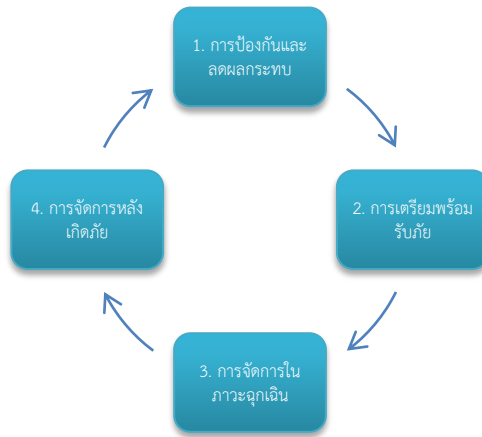 1. การป้องกันและ
ลดผลกระทบ
2. การเตรียมพร้อม
รับภัย
3. การจัดการใน
ภาวะฉุกเฉิน
4. การจัดการหลัง
เกิดภัย